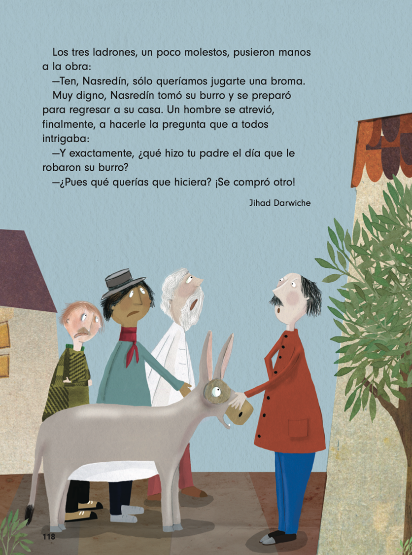 Los tres ladrones, un poco molestos, pusieron manos
a la obra:
—Ten, Nasredín, sólo queríamos jugarte una broma.
Muy digno, Nasredín tomó su burro y se preparó
para regresar a su casa. Un hombre se atrevió,
finalmente, a hacerle la pregunta que a todos
intrigaba:
—Y exactamente, ¿qué hizo tu padre el día que le
robaron su burro?
—¿Pues qué querías que hiciera? ¡Se compró otro!
Jihad Darwiche
118